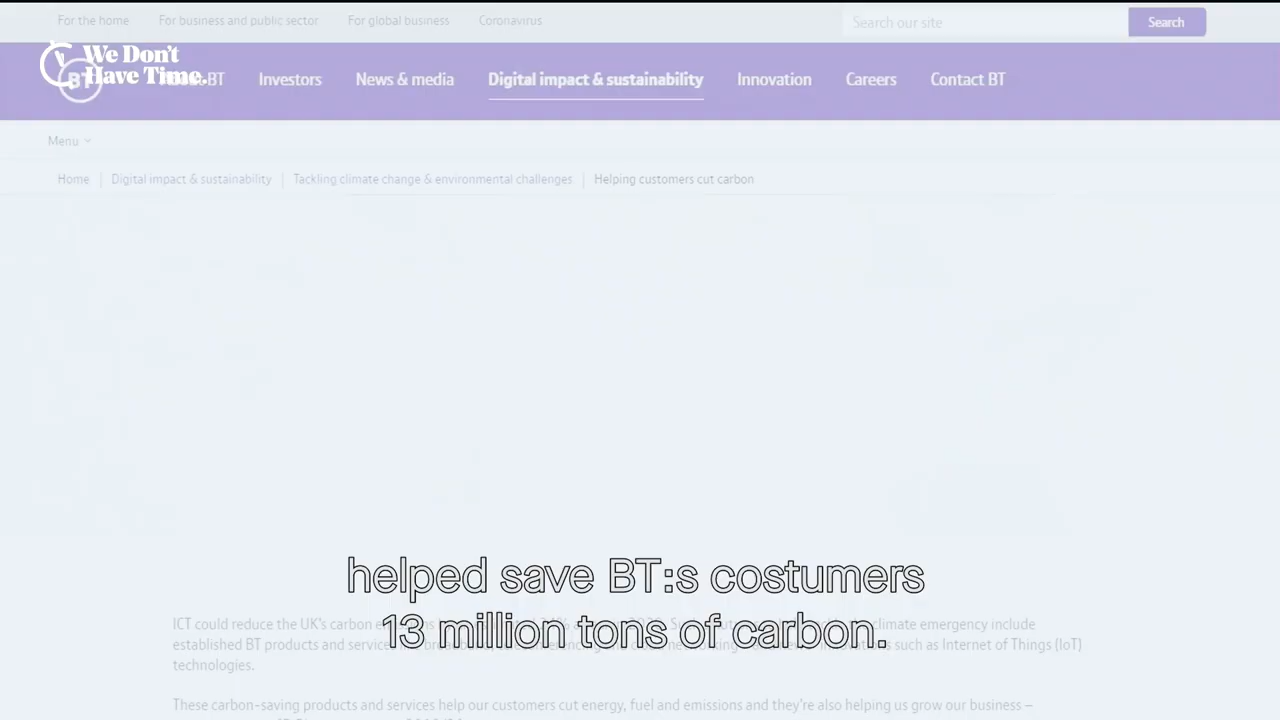 For the home For business and public sector For global business Coronavirus Search our site Search
We Don't
Have Time.
BT BT Investors News & media Digital impact & sustainability Innovation Careers Contact BT
Menu
Home Digital impact & sustainability Tackling climate change & environmental challenges Helping customers cut carbon
helped save BT:s costumers
13 million tons of carbon.
ICT could reduce the UK's carbon climate emergency include
established BT products and services such as Internet of Things (IoT)
technologies.
These carbon-saving products and services help our customers cut energy, fuel and emissions and they're also helping us grow our business –